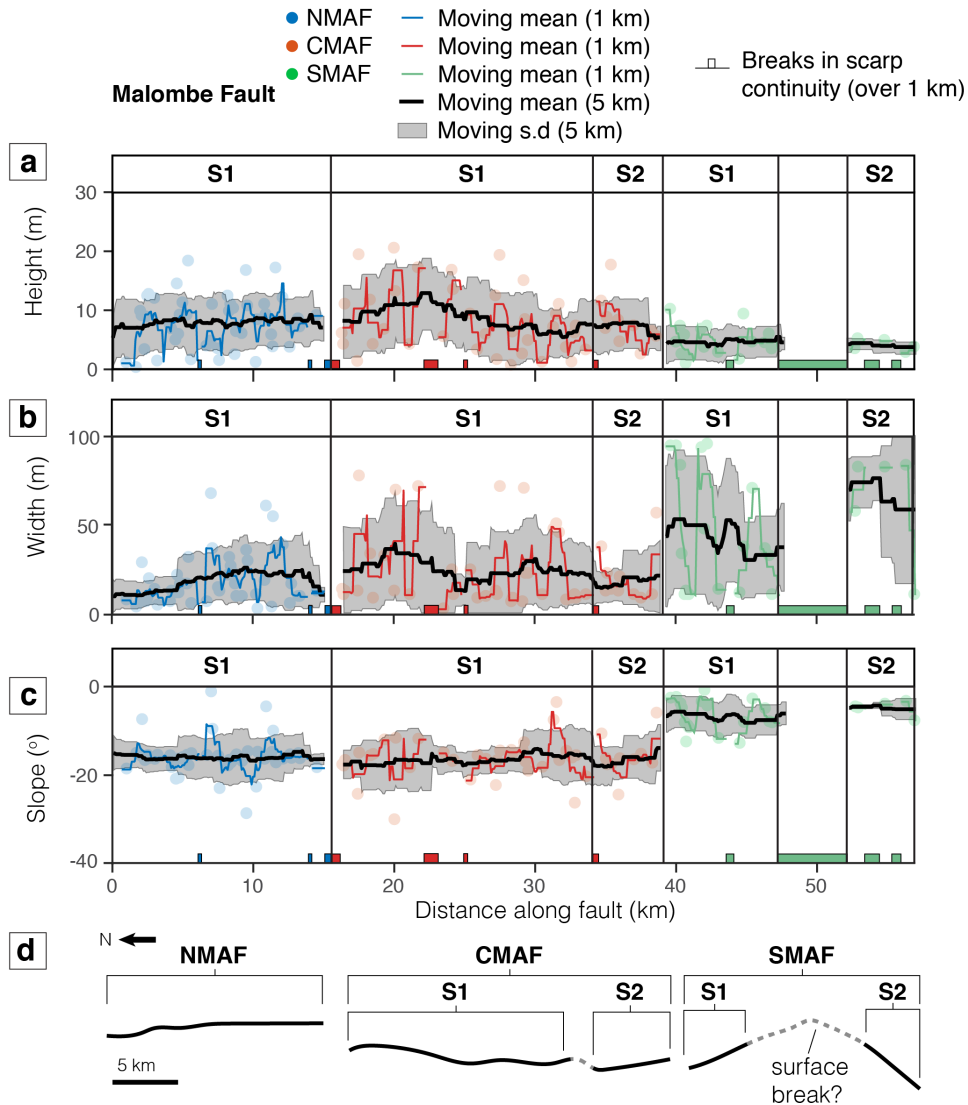 NMAF Moving mean (1 km)
CMAF Moving mean (1 km)
SMAF Moving mean (1 km)
Moving mean (5 km)
Moving s.d (5 km)
Breaks in scarp
continuity (over 1 km)
Malombe Fault
a
S1 S1 S2 S1 S2
Height (m)
30
20
10
0
b
S1 S1 S2 S1 S2
Width (m)
100
50
0
c
S1 S1 S2 S1 S2
Slope (º)
0
-20
-40
0 10 20 30 40 50
Distance along fault (km)
d
N
NMAF CMAF SMAF
S1 S2 S1 S2
5 km
surface
break?